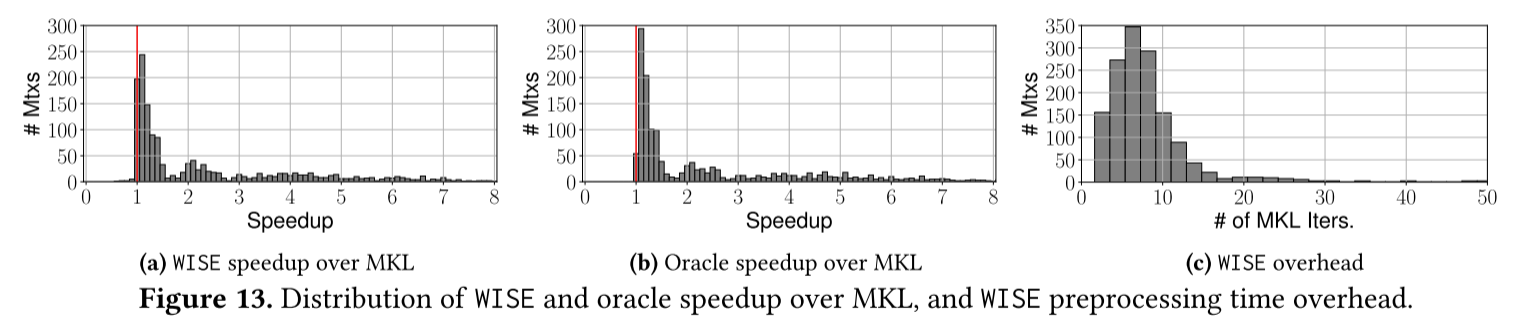 300
250
200
150
100
50
0
# Mtxs
0 1 2 3 4 5 6 7 8
Speedup
(a) WISE speedup over MKL
300
250
200
150
100
50
0
# Mtxs
0 1 2 3 4 5 6 7 8
Speedup
(b) Oracle speedup over MKL
350
300
250
200
150
100
50
0
# Mtxs
0 10 20 30 40 50
# of MKL Iters.
(c) WISE overhead
Figure 13. Distribution of WISE and oracle speedup over MKL, and WISE preprocessing time overhead.